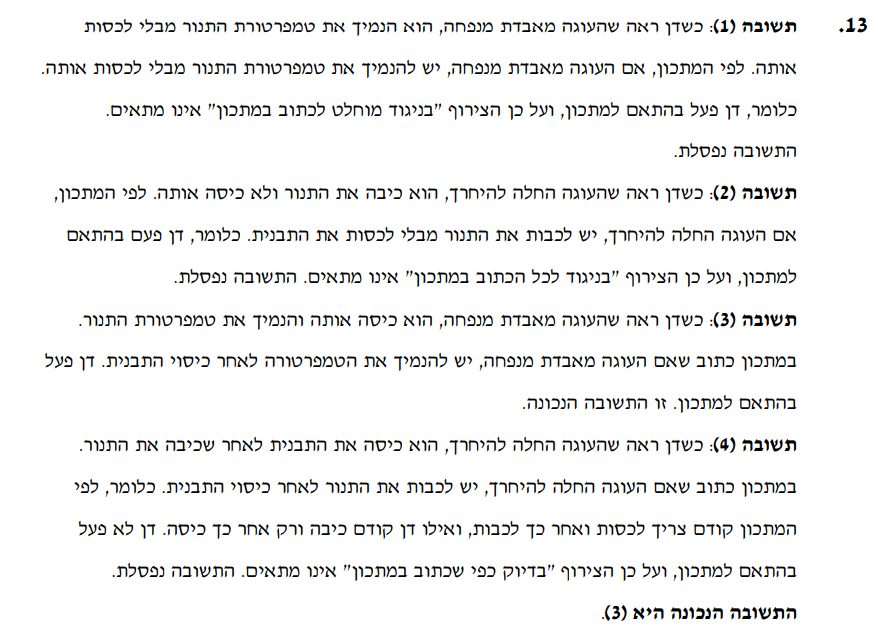 13. תשובה (1): כשדן ראה שהעוגה מאבדת מנפחה, הוא הנמיך את טמפרטורת התנור מבלי לכסות
אותה. לפי המתכון, אם העוגה מאבדת מנפחה, יש להנמיך את טמפרטורת התנור מבלי לכסות אותה.
כלומר, דן פעל בהתאם למתכון, ועל כן הצירוף "בניגוד מוחלט לכתוב במתכון" אינו מתאים.
התשובה נפסלת.
תשובה (2): כשדן ראה שהעוגה החלה להיחרך, הוא כיבה את התנור ולא כיסה אותה. לפי המתכון,
אם העוגה החלה להיחרך, יש לכבות את התנור מבלי לכסות את התבנית. כלומר, דן פעם בהתאם
למתכון, ועל כן הצירוף "בניגוד לכל הכתוב במתכון" אינו מתאים. התשובה נפסלת.
תשובה (3): כשדן ראה שהעוגה מאבדת מנפחה, הוא כיסה אותה והנמיך את טמפרטורת התנור.
במתכון כתוב שאם העוגה מאבדת מנפחה, יש להנמיך את הטמפרטורה לאחר כיסוי התבנית. דן פעל
בהתאם למתכון. זו התשובה הנכונה.
תשובה (4): כשדן ראה שהעוגה החלה להיחרך, הוא כיסה את התבנית לאחר שכיבה את התנור.
במתכון כתוב שאם העוגה החלה להיחרך, יש לכבות את התנור לאחר כיסוי התבנית. כלומר, לפי
המתכון קודם צריך לכסות ואחר כך לכבות, ואילו דן קודם כיבה ורק אחר כך כיסה. דן לא פעל
בהתאם למתכון, ועל כן הצירוף "בדיוק כפי שכתוב במתכון" אינו מתאים. התשובה נפסלת.
התשובה הנכונה היא (3).